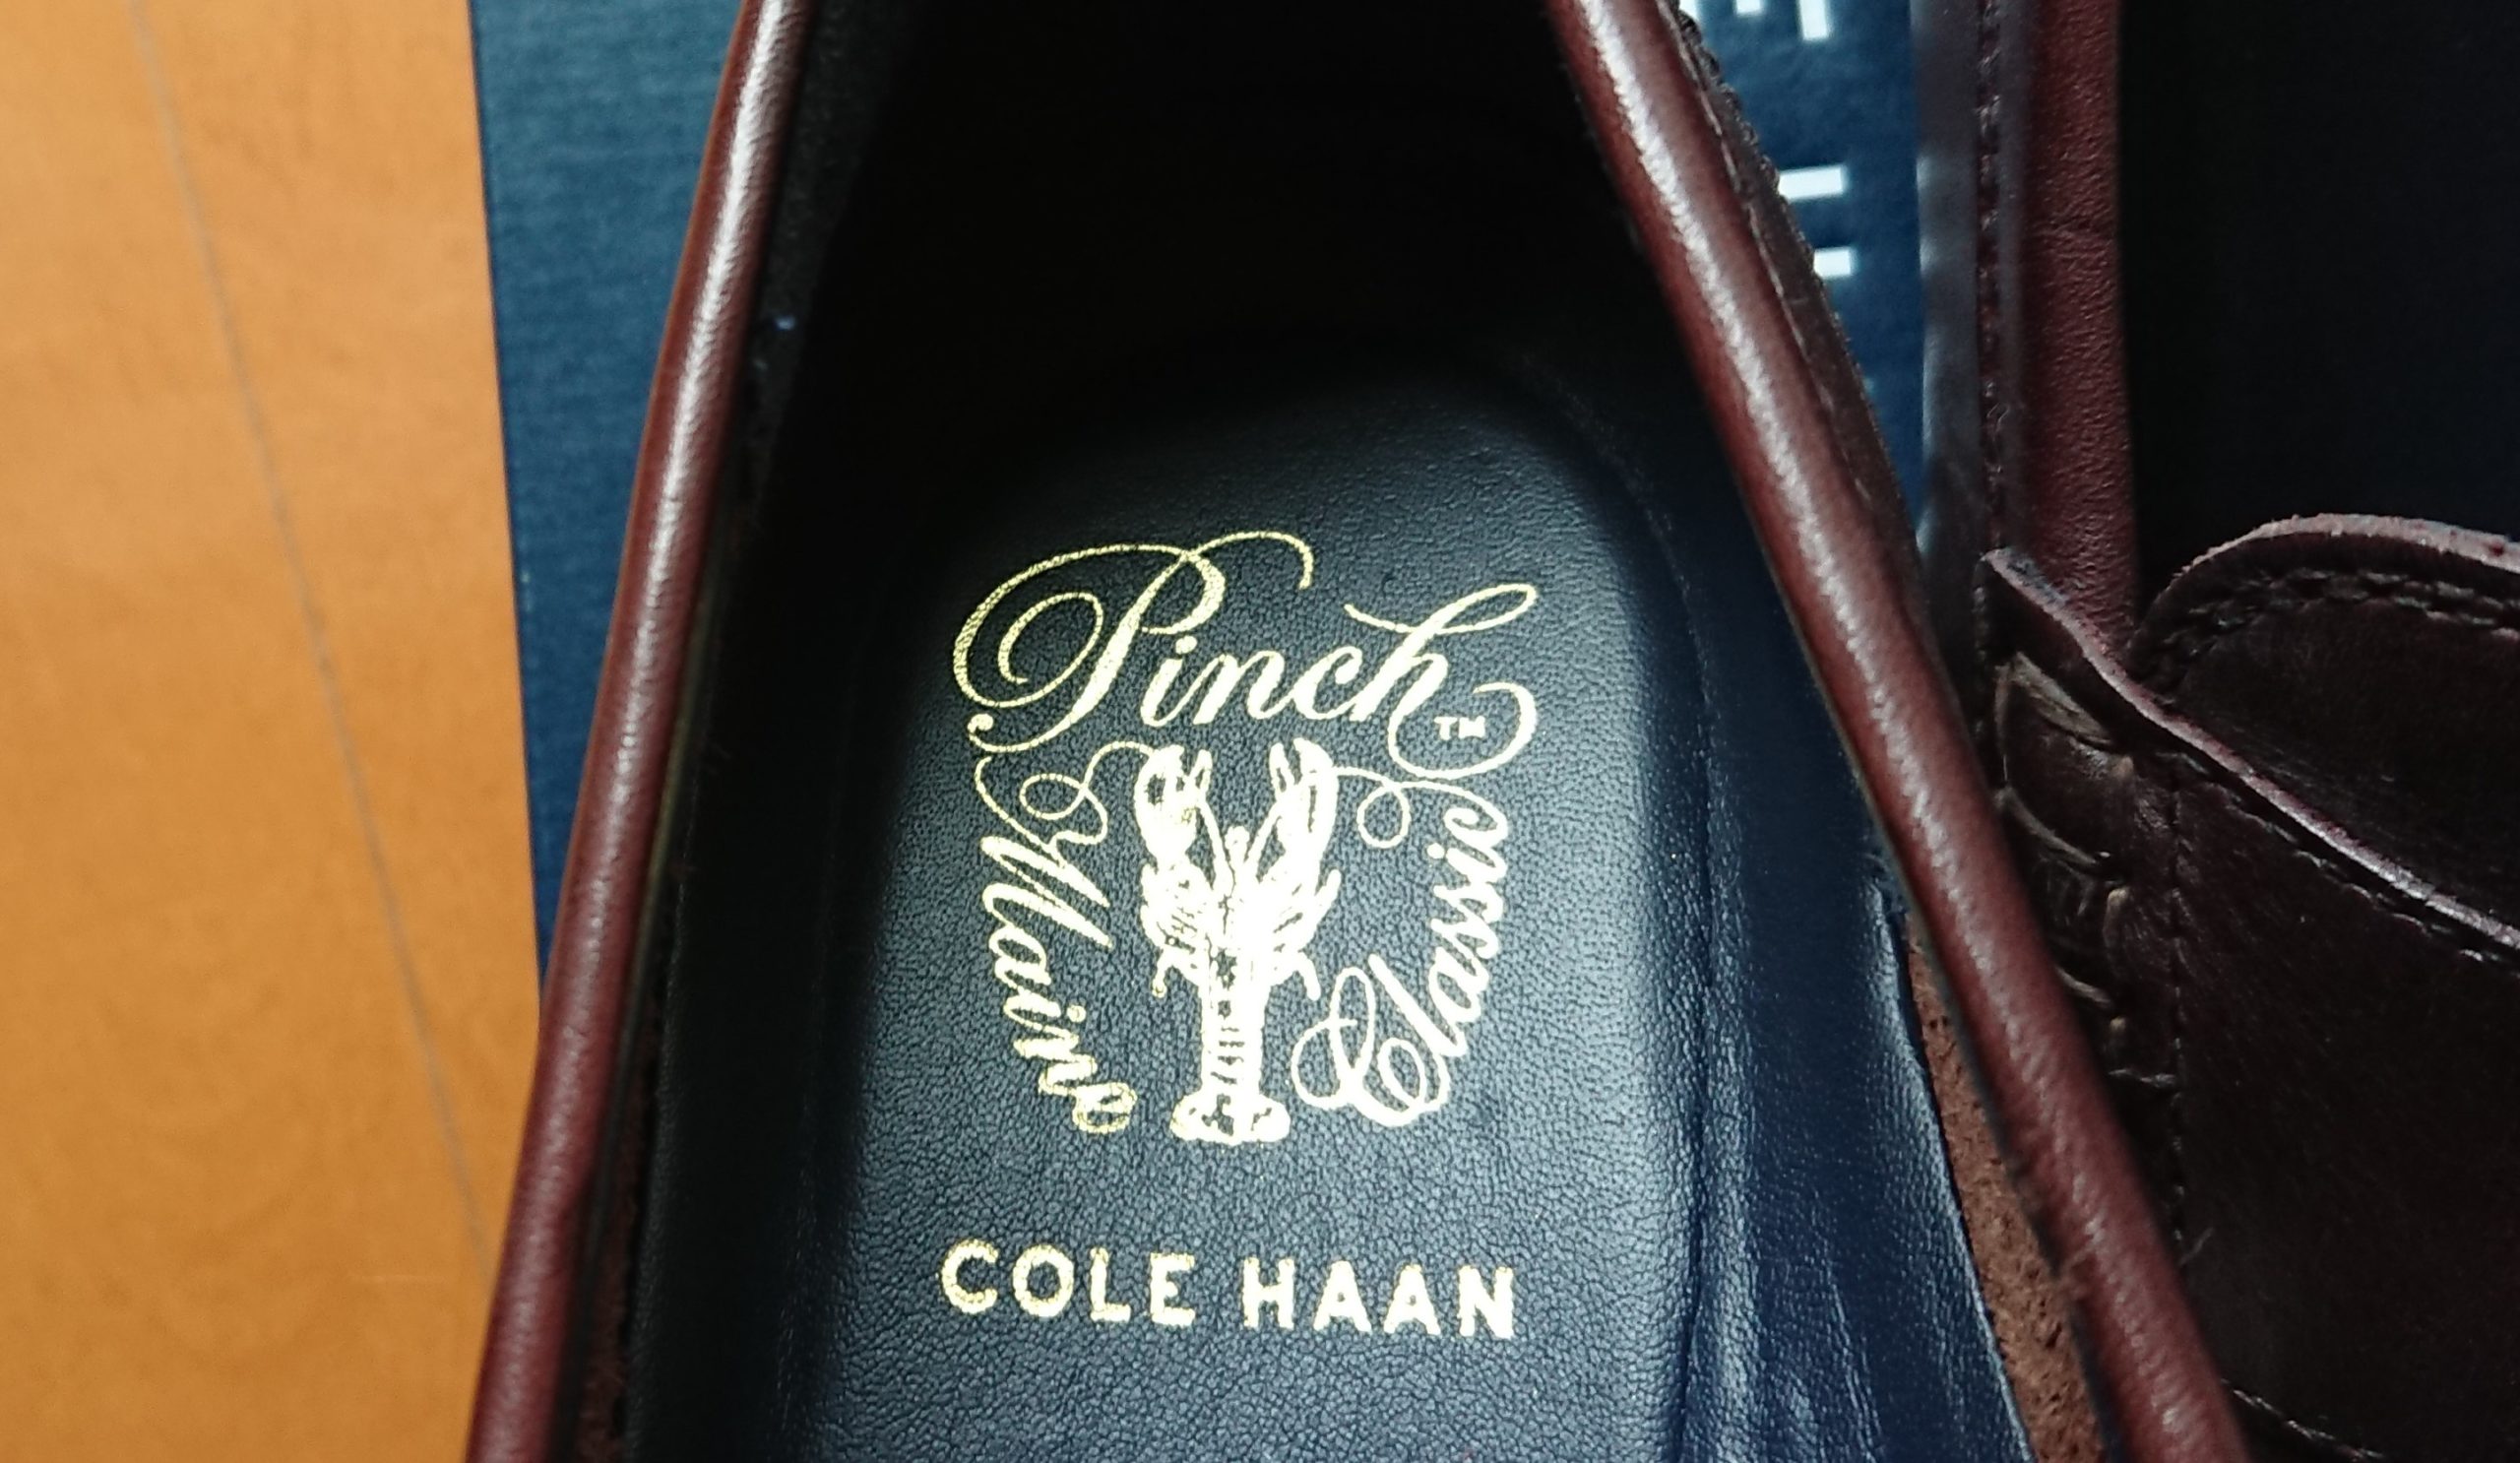 Pinch™
Maine
Classic
COLE HAAN